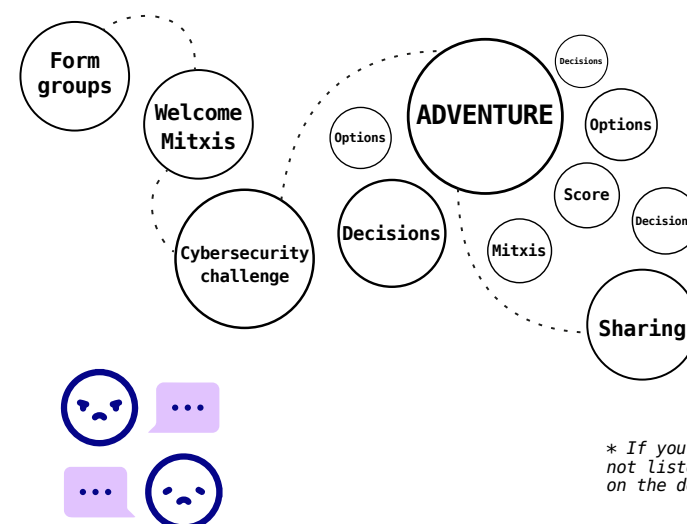 Form
groups
Welcome
Mitxis
Cybersecurity
challenge
Options
Decisions
ADVENTURE
Decisions
Options
Score
Mitxis
Sharing
* If you
not
on the